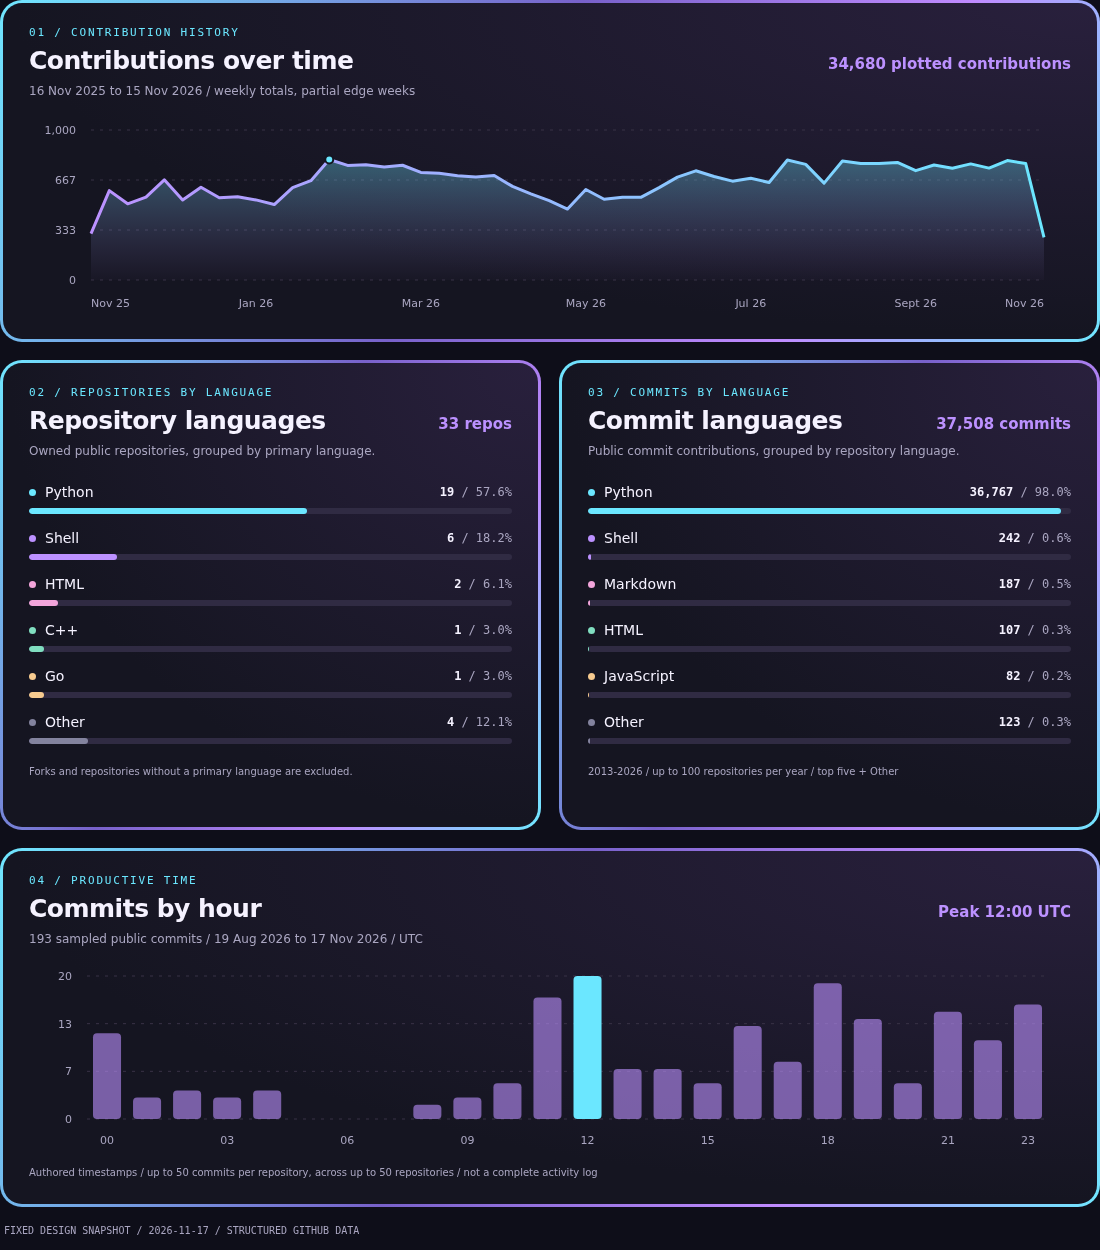 01 / CONTRIBUTION HISTORY
Contributions over time
34,680 plotted contributions
16 Nov 2025 to 15 Nov 2026 / weekly totals, partial edge weeks
1,000
667
333
0
Nov 25 Jan 26 Mar 26 May 26 Jul 26 Sept 26 Nov 26
02 / REPOSITORIES BY LANGUAGE
Repository languages
33 repos
Owned public repositories, grouped by primary language.
Python 19 / 57.6%
Shell 6 / 18.2%
HTML 2 / 6.1%
C++ 1 / 3.0%
Go 1 / 3.0%
Other 4 / 12.1%
Forks and repositories without a primary language are excluded.
03 / COMMITS BY LANGUAGE
Commit languages
37,508 commits
Public commit contributions, grouped by repository language.
Python 36,767 / 98.0%
Shell 242 / 0.6%
Markdown 187 / 0.5%
HTML 107 / 0.3%
JavaScript 82 / 0.2%
Other 123 / 0.3%
2013-2026 / up to 100 repositories per year / top five + Other
04 / PRODUCTIVE TIME
Commits by hour
Peak 12:00 UTC
193 sampled public commits / 19 Aug 2026 to 17 Nov 2026 / UTC
20
13
7
0
00 03 06 09 12 15 18 21 23
Authored timestamps / up to 50 commits per repository, across up to 50 repositories / not a complete activity log
FIXED DESIGN SNAPSHOT / 2026-11-17 / STRUCTURED GITHUB DATA